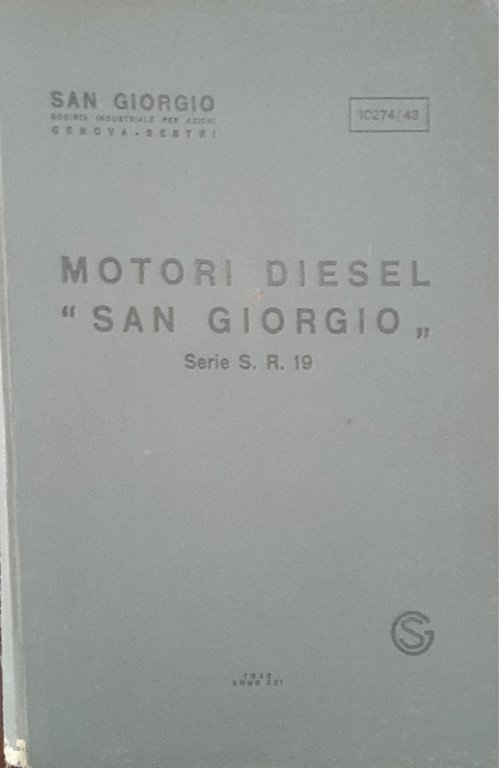 SAN GIORGIO
SOCIETÀ INDUSTRIALE PER AZIONI
GENOVA-SESTRI
10274/43
MOTORI DIESEL
“ SAN GIORGIO „
Serie S. R. 19
SG
1943
ANNO XXI